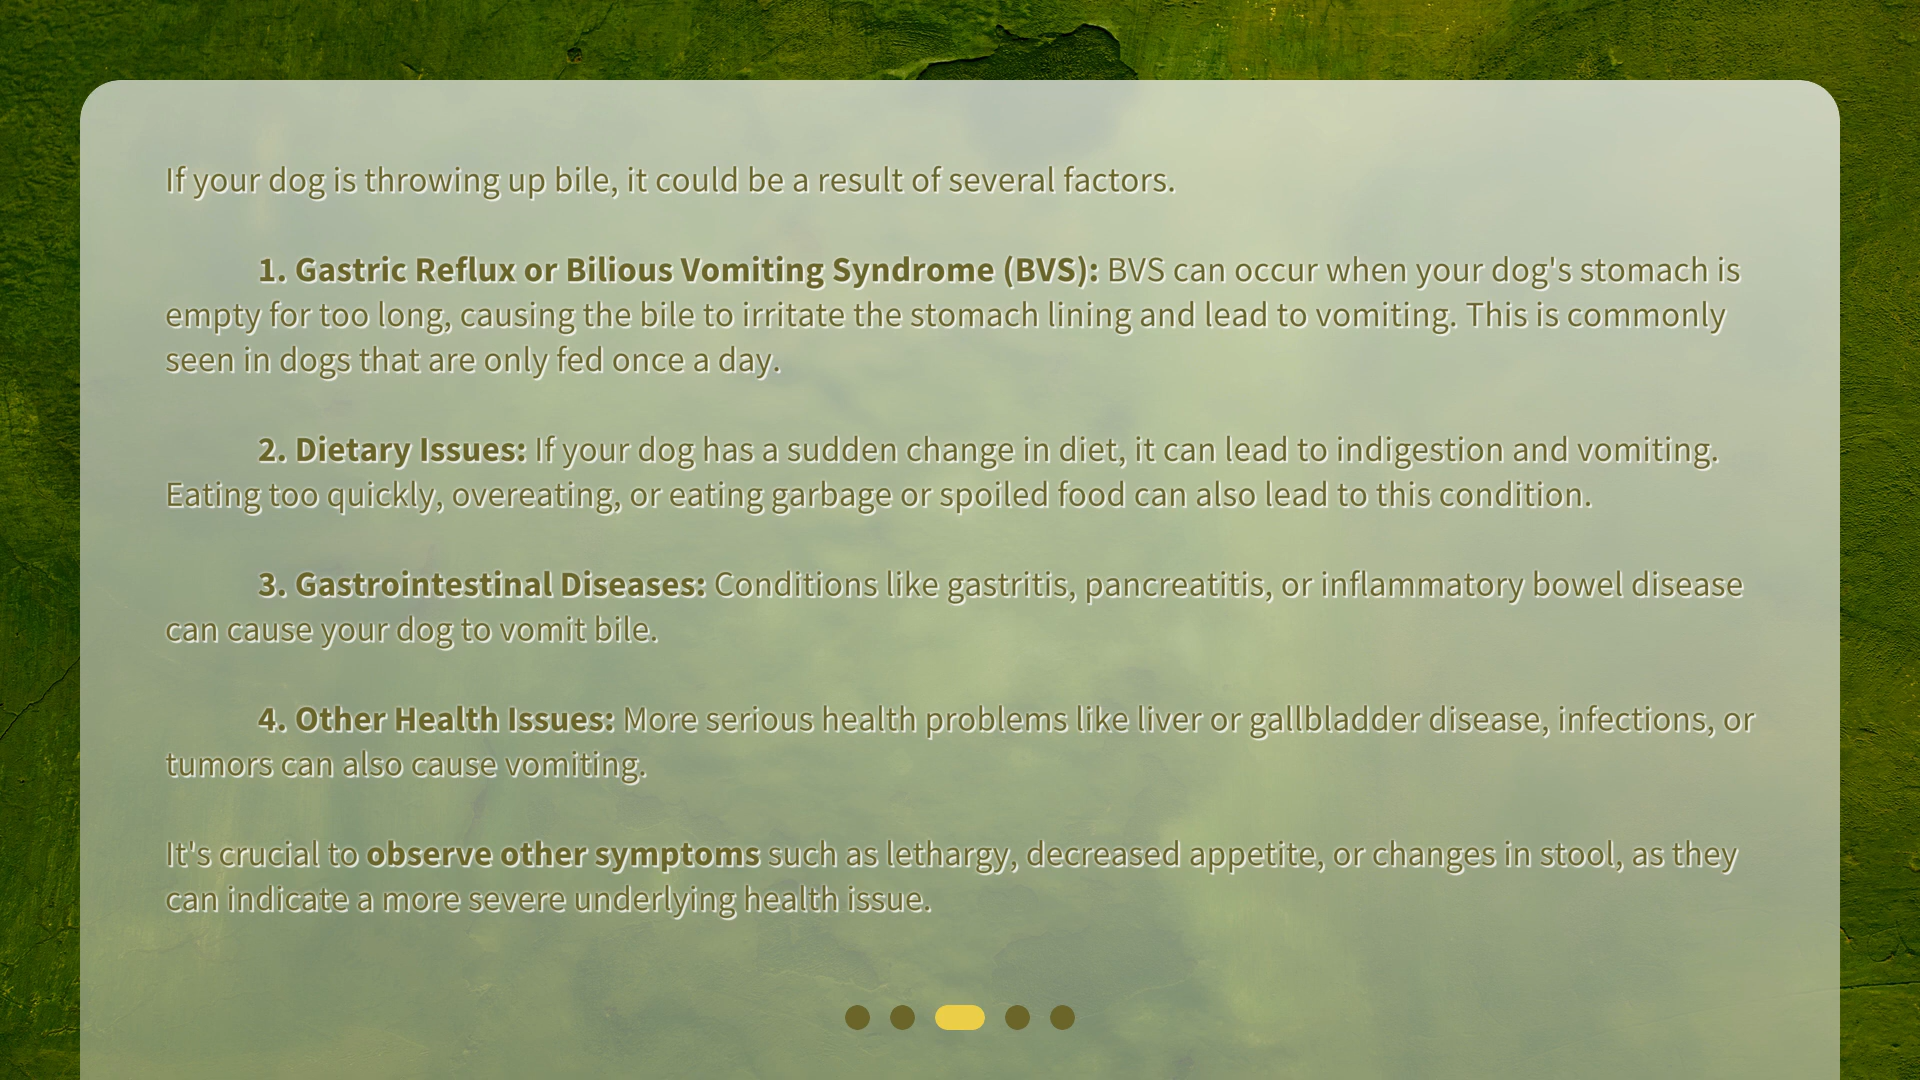 If your dog is throwing up bile, it could be a result of several factors.
1. Gastric Reflux or Bilious Vomiting Syndrome (BVS): BVS can occur when your dog's stomach is
empty for too long, causing the bile to irritate the stomach lining and lead to vomiting. This is commonly
seen in dogs that are only fed once a day.
2. Dietary Issues: If your dog has a sudden change in diet, it can lead to indigestion and vomiting.
Eating too quickly, overeating, or eating garbage or spoiled food can also lead to this condition.
3. Gastrointestinal Diseases: Conditions like gastritis, pancreatitis, or inflammatory bowel disease
can cause your dog to vomit bile.
4. Other Health Issues: More serious health problems like liver or gallbladder disease, infections, or
tumors can also cause vomiting.
It's crucial to observe other symptoms such as lethargy, decreased appetite, or changes in stool, as they
can indicate a more severe underlying health issue.